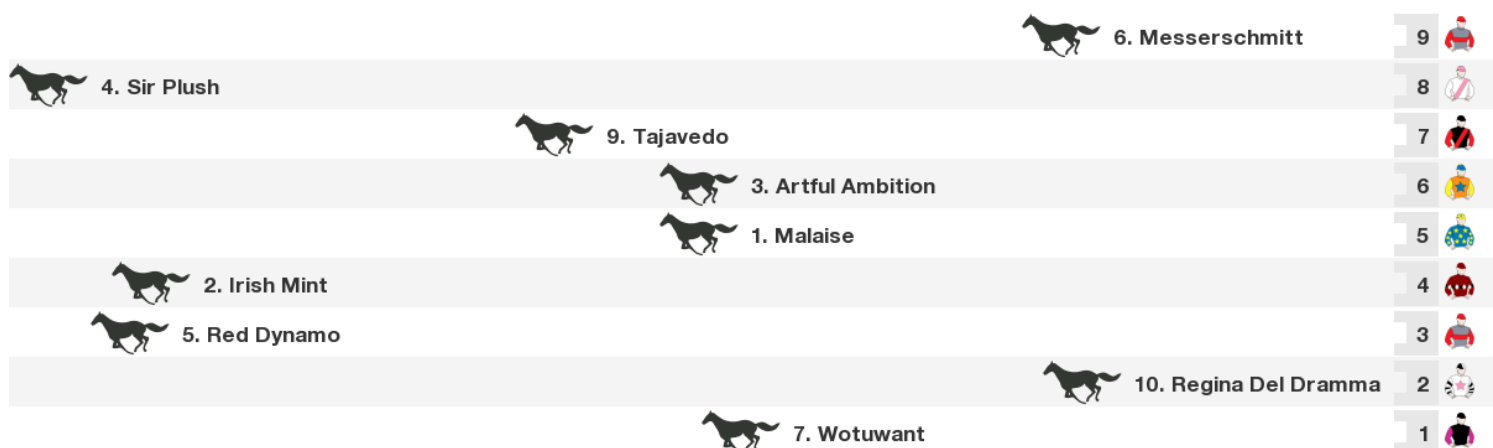 6. Messerschmitt 9
4. Sir Plush 8
9. Tajavedo 7
3. Artful Ambition 6
1. Malaise 5
2. Irish Mint 4
5. Red Dynamo 3
10. Regina Del Dramma 2
7. Wotuwant 1